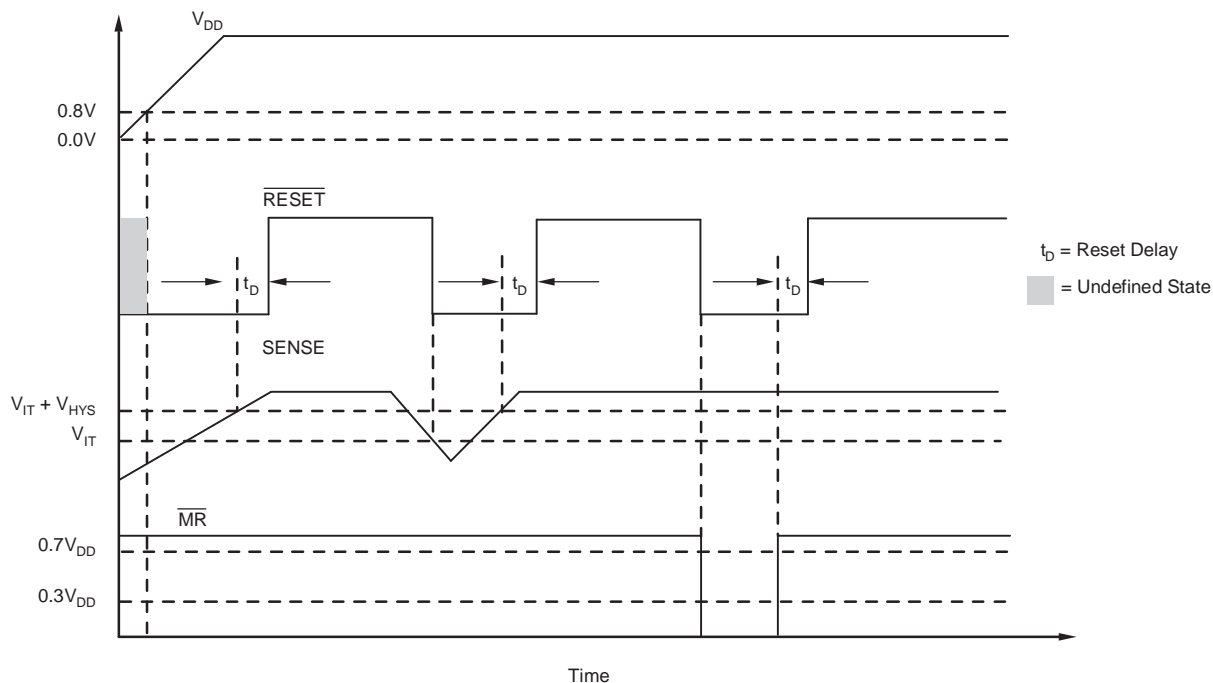 VDD
0.8V
0.0V
RESET
tD
tD
tD
tD = Reset Delay
= Undefined State
SENSE
VIT + VHYS
VIT
MR
0.7VDD
0.3VDD
Time